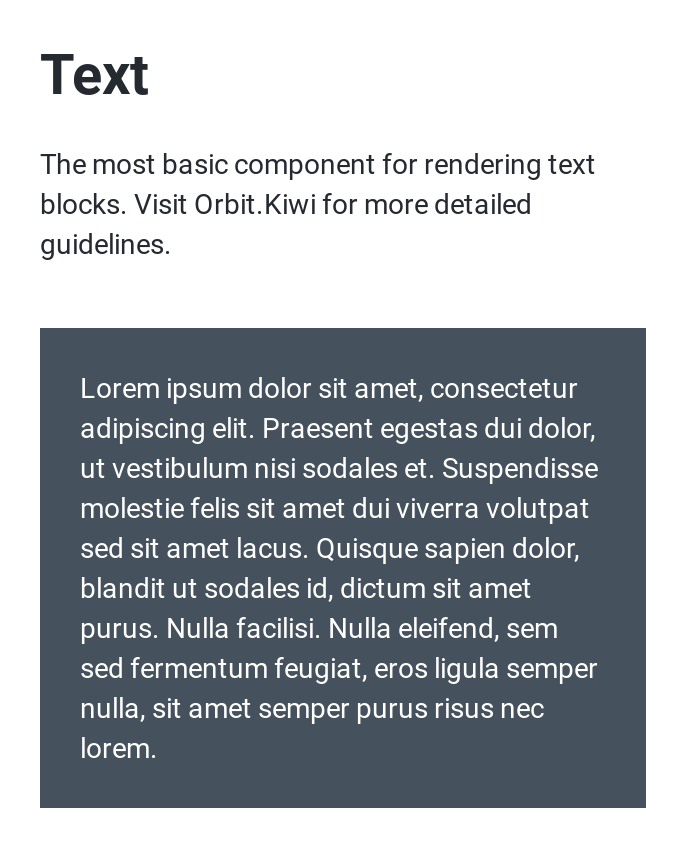 Text
The most basic component for rendering text
blocks. Visit Orbit.Kiwi for more detailed
guidelines.
Lorem ipsum dolor sit amet, consectetur
adipiscing elit. Praesent egestas dui dolor,
ut vestibulum nisi sodales et. Suspendisse
molestie felis sit amet dui viverra volutpat
sed sit amet lacus. Quisque sapien dolor,
blandit ut sodales id, dictum sit amet
purus. Nulla facilisi. Nulla eleifend, sem
sed fermentum feugiat, eros ligula semper
nulla, sit amet semper purus risus nec
lorem.